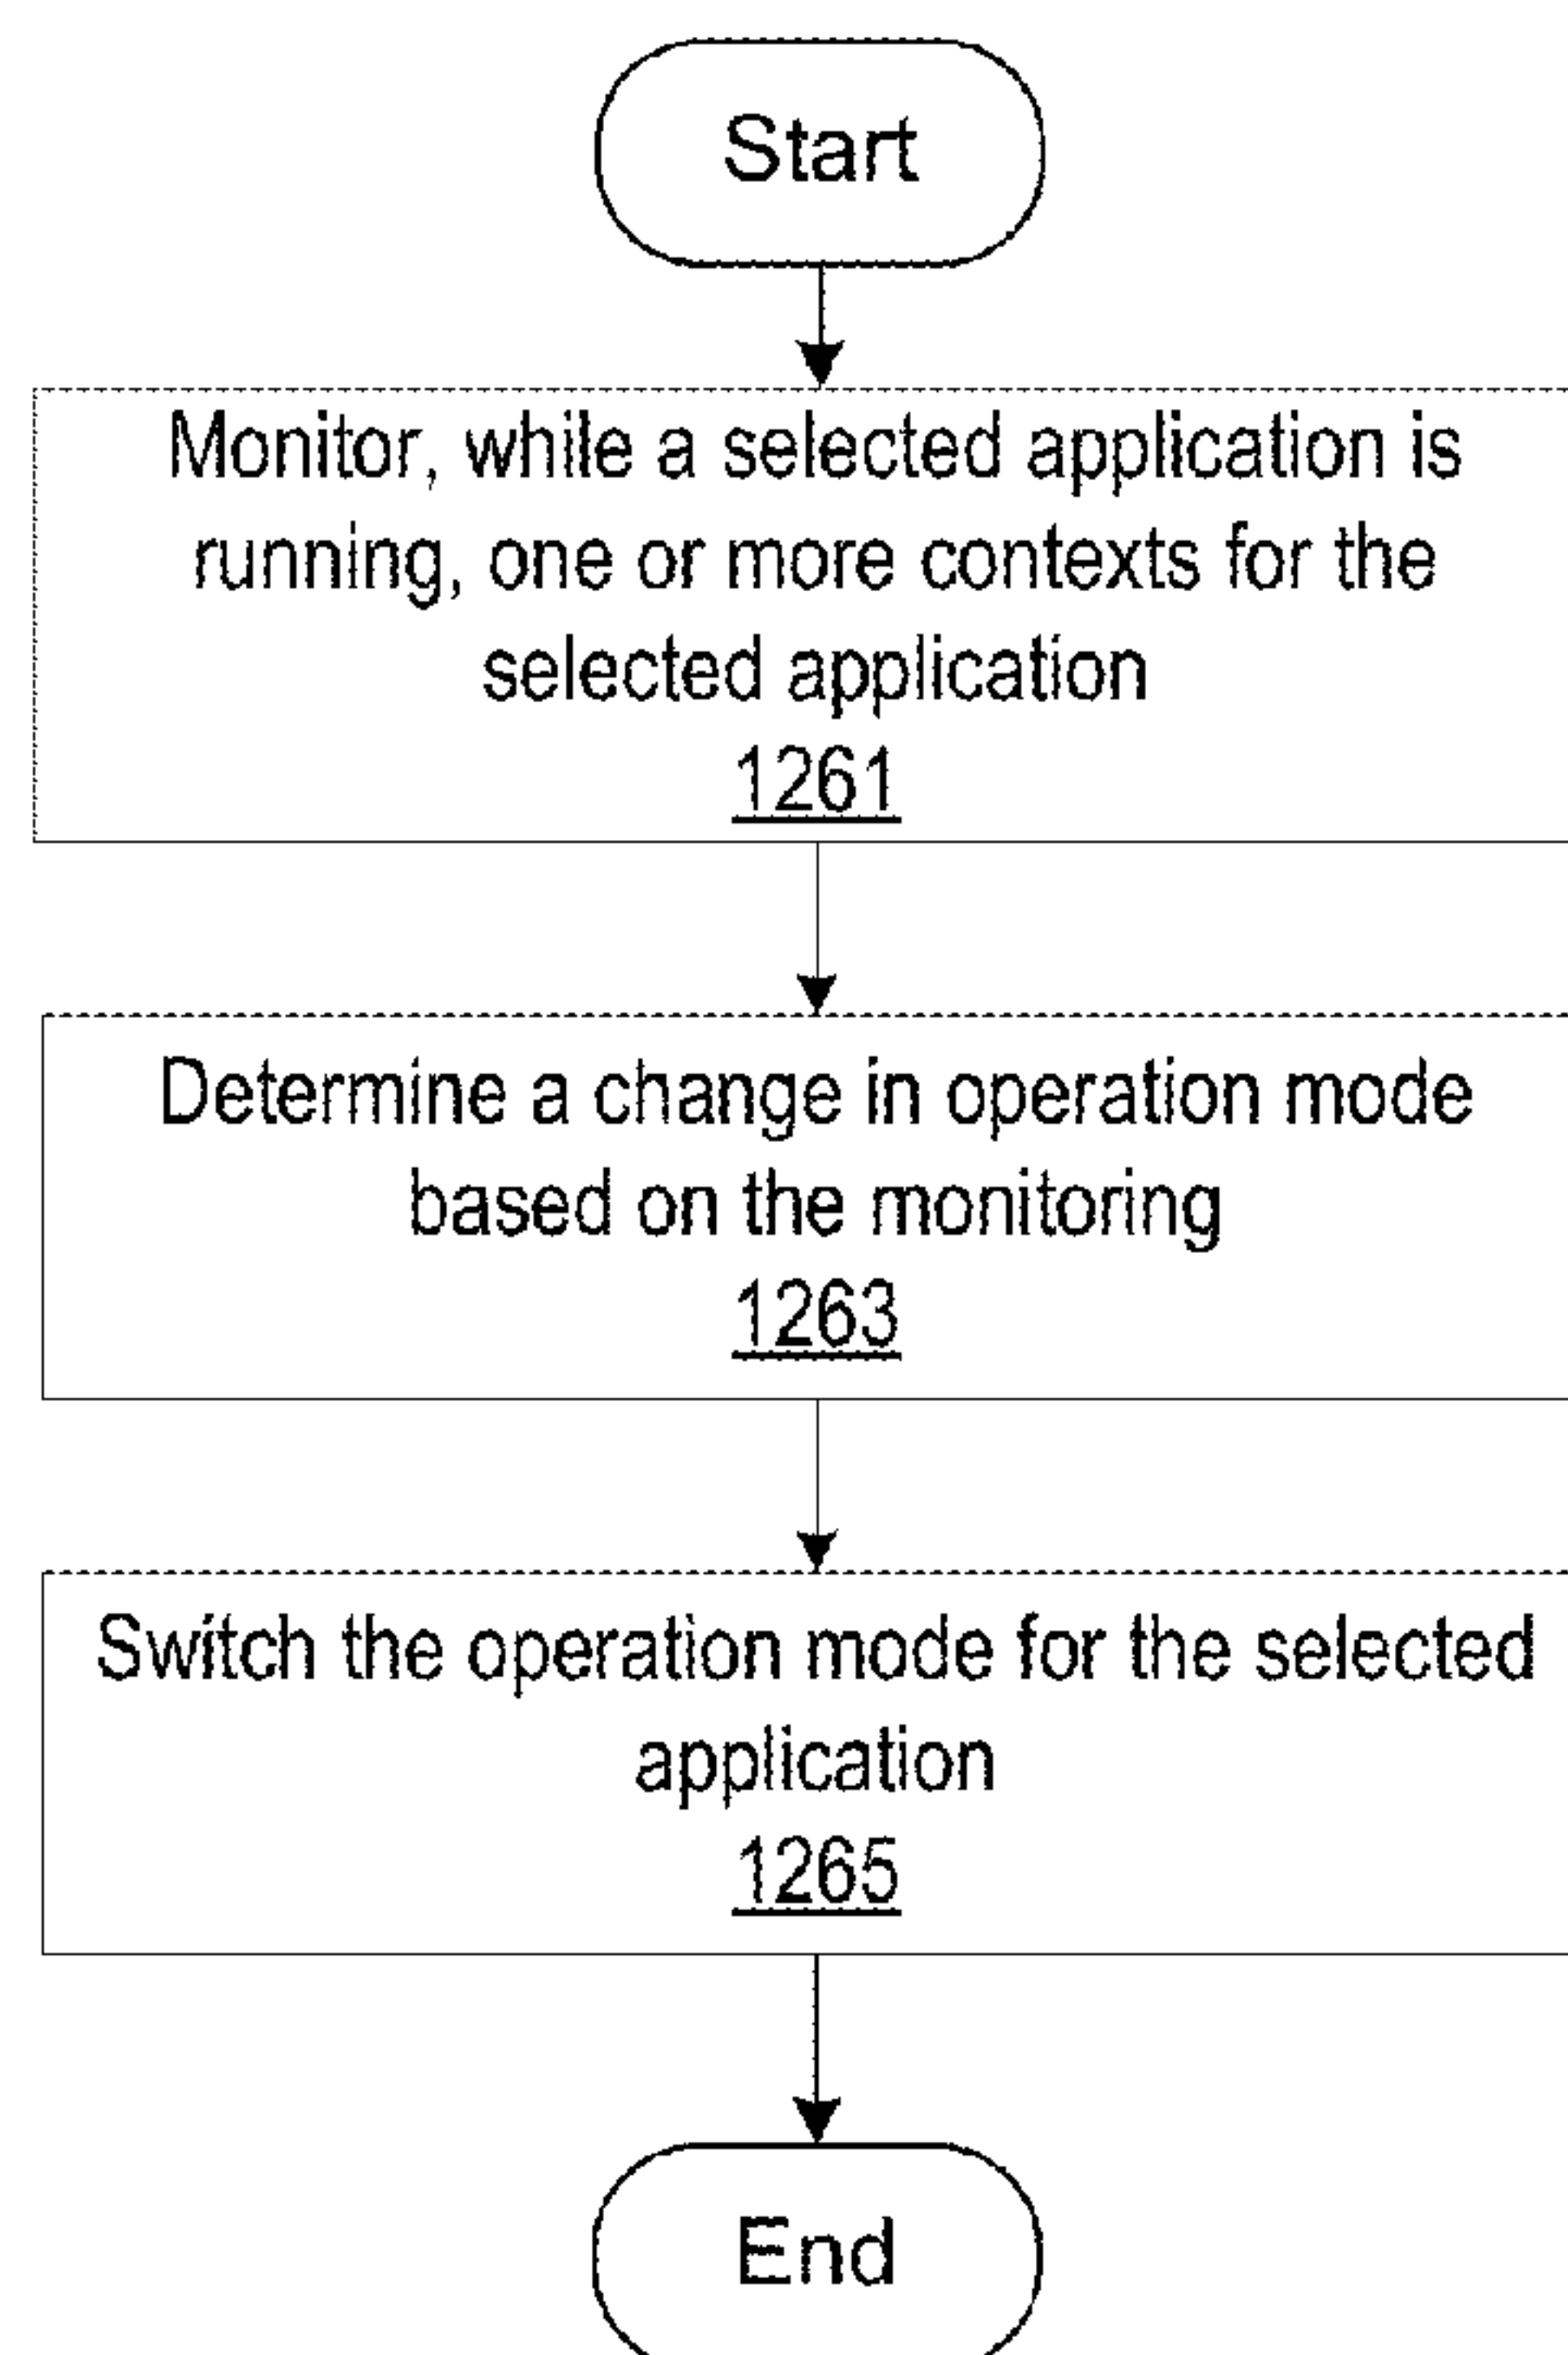 Start
Monitor, while a selected application is
running, one or more contexts for the
selected application
1261
Determine a change in operation mode
based on the monitoring
1263
Switch the operation mode for the selected
application
1265
End